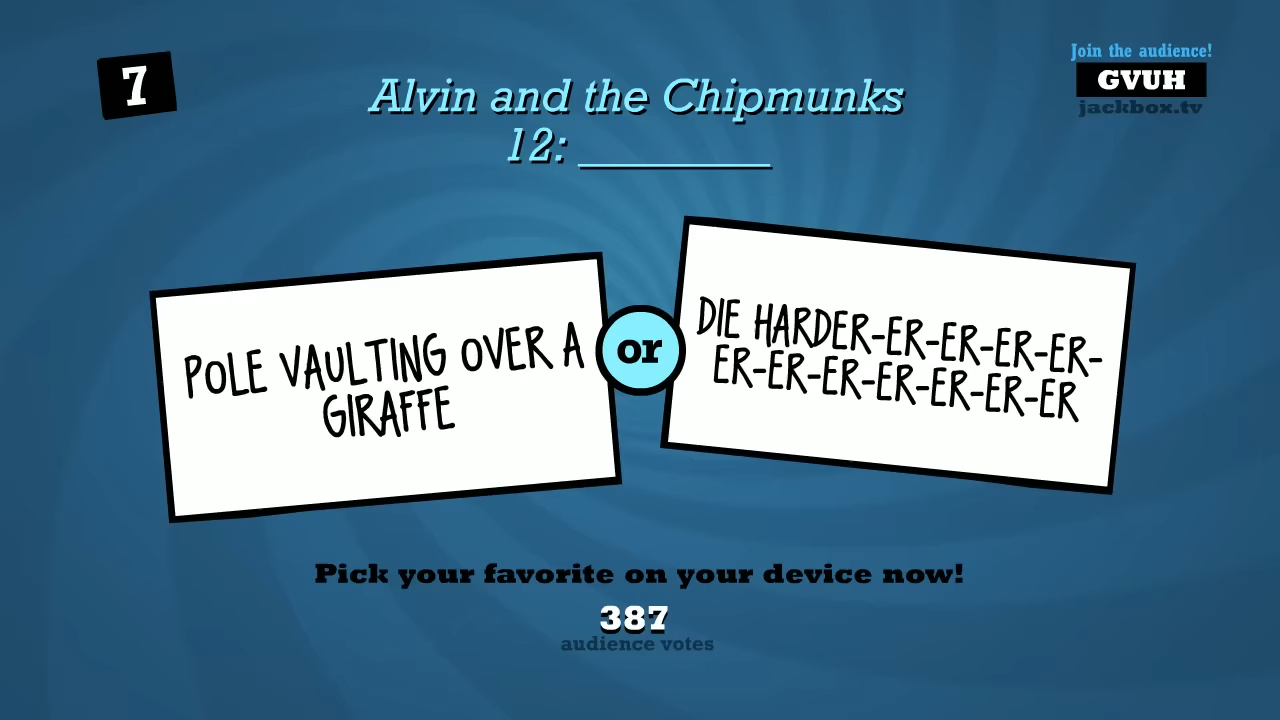 7
Alvin and the Chipmunks
12: ________
Join the audience!
GVUH
jackbox.tv
POLE VAULTING OVER A
GIRAFFE
or
DIE HARDER-ER-ER-ER-ER-
ER-ER-ER-ER-ER-ER-ER
Pick your favorite on your device now!
387
audience votes